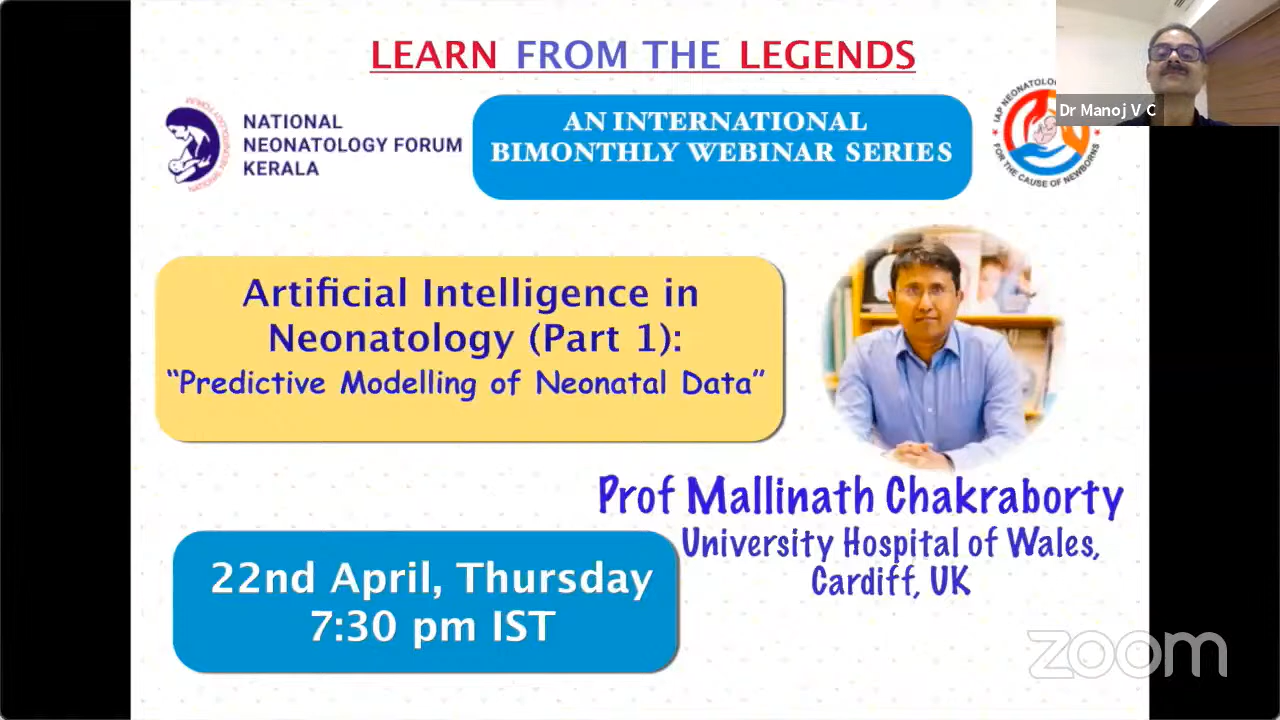 LEARN FROM THE LEGENDS
NATIONAL
NEONATOLOGY FORUM
KERALA
AN INTERNATIONAL
BIMONTHLY WEBINAR SERIES
IAP NEONATOLO
FOR THE CAUSE OF NEWBORNS
Dr Manoj V C
Artificial Intelligence in
Neonatology (Part 1):
“Predictive Modelling of Neonatal Data”
Prof Mallinath Chakraborty
University Hospital of Wales,
Cardiff, UK
22nd April, Thursday
7:30 pm IST
zoom